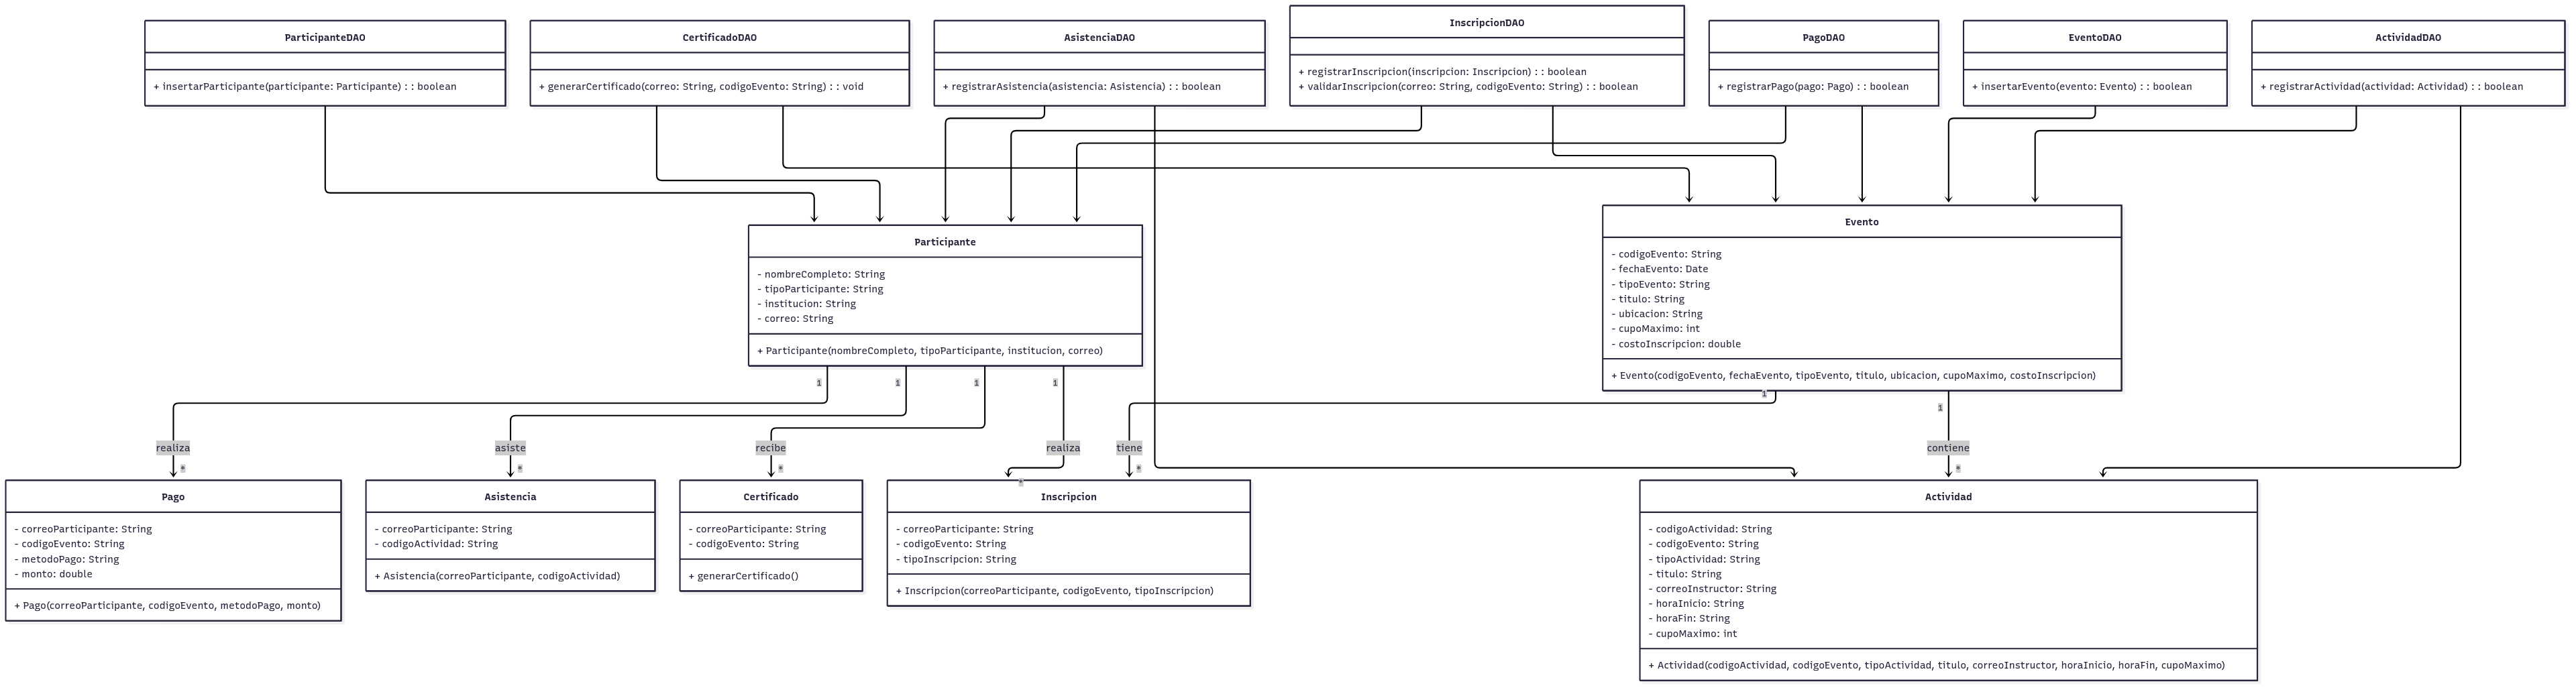 ParticipanteDAO
+ insertarParticipante(participante: Participante) : : boolean
CertificadoDAO
+ generarCertificado(correo: String, codigoEvento: String) : : void
AsistenciaDAO
+ registrarAsistencia(asistencia: Asistencia) : : boolean
InscripcionDAO
+ registrarInscripcion(inscripcion: Inscripcion) : : boolean
+ validarInscripcion(correo: String, codigoEvento: String) : : boolean
PagoDAO
+ registrarPago(pago: Pago) : : boolean
EventoDAO
+ insertarEvento(evento: Evento) : : boolean
ActividadDAO
+ registrarActividad(actividad: Actividad) : : boolean
Participante
- nombreCompleto: String
- tipoParticipante: String
- institucion: String
- correo: String
+ Participante(nombreCompleto, tipoParticipante, institucion, correo)
Evento
- codigoEvento: String
- fechaEvento: Date
- tipoEvento: String
- titulo: String
- ubicacion: String
- cupoMaximo: int
- costoInscripcion: double
+ Evento(codigoEvento, fechaEvento, tipoEvento, titulo, ubicacion, cupoMaximo, costoInscripcion)
1
1
1
1
1
1
realiza
asiste
recibe
realiza
tiene
contiene
*
*
*
*
*
*
Pago
- correoParticipante: String
- codigoEvento: String
- metodoPago: String
- monto: double
+ Pago(correoParticipante, codigoEvento, metodoPago, monto)
Asistencia
- correoParticipante: String
- codigoActividad: String
+ Asistencia(correoParticipante, codigoActividad)
Certificado
- correoParticipante: String
- codigoEvento: String
+ generarCertificado()
Inscripcion
- correoParticipante: String
- codigoEvento: String
- tipoInscripcion: String
+ Inscripcion(correoParticipante, codigoEvento, tipoInscripcion)
Actividad
- codigoActividad: String
- codigoEvento: String
- tipoActividad: String
- titulo: String
- correoInstructor: String
- horaInicio: String
- horaFin: String
- cupoMaximo: int
+ Actividad(codigoActividad, codigoEvento, tipoActividad, titulo, correoInstructor, horaInicio, horaFin, cupoMaximo)